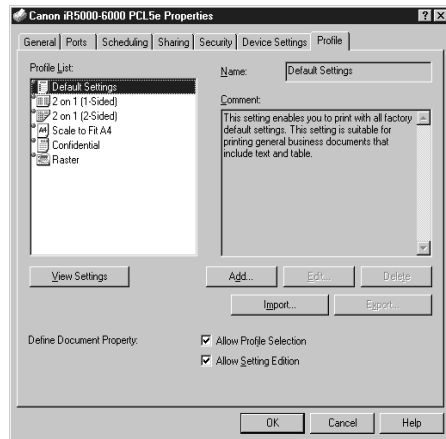 Canon iR5000-6000 PCL5e Properties
General Ports Scheduling Sharing Security Device Settings Profile
Profile List:
Default Settings
2 on 1 (1-Sided)
2 on 1 (2-Sided)
Scale to Fit A4
Confidential
Raster
Name: Default Settings
Comment:
This setting enables you to print with all factory
default settings. This setting is suitable for
printing general business documents that
include text and table.
View Settings Add... Edit... Delete
Import... Export...
Define Document Property: Allow Profile Selection
Allow Setting Edition
OK Cancel Help